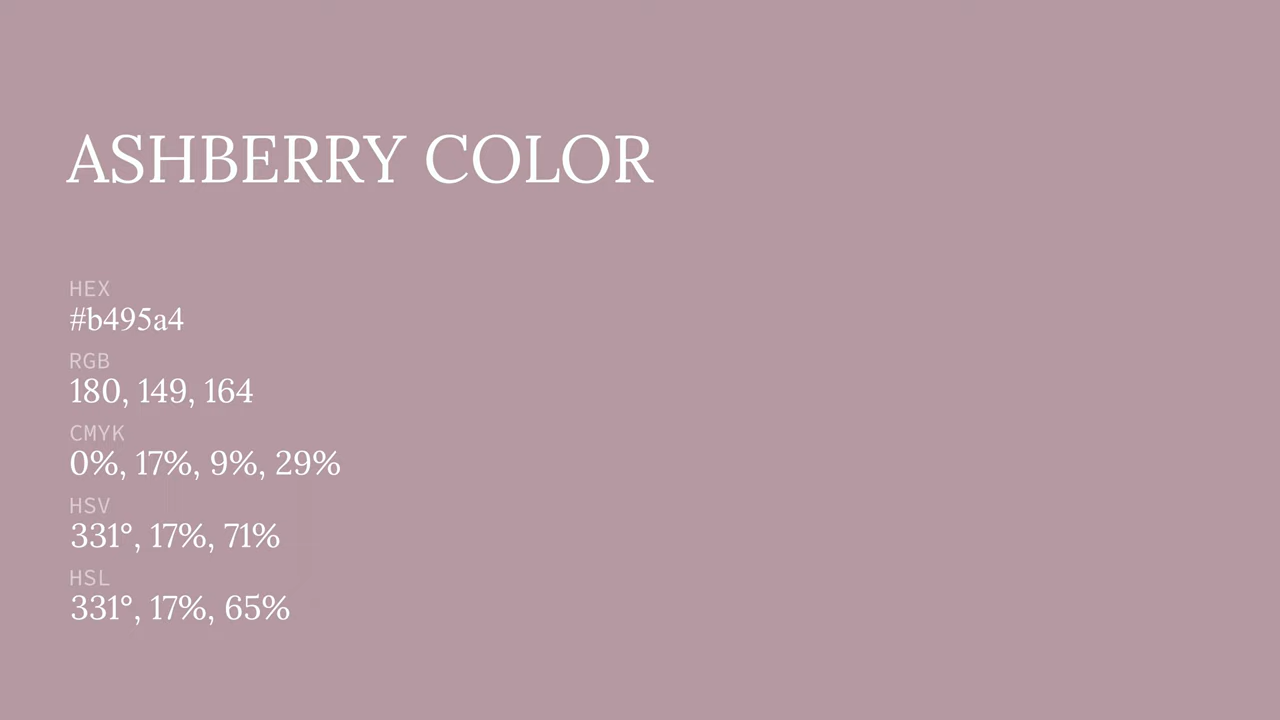 ASHBERRY COLOR
HEX
#b495a4
RGB
180, 149, 164
CMYK
0%, 17%, 9%, 29%
HSV
331°, 17%, 71%
HSL
331°, 17%, 65%